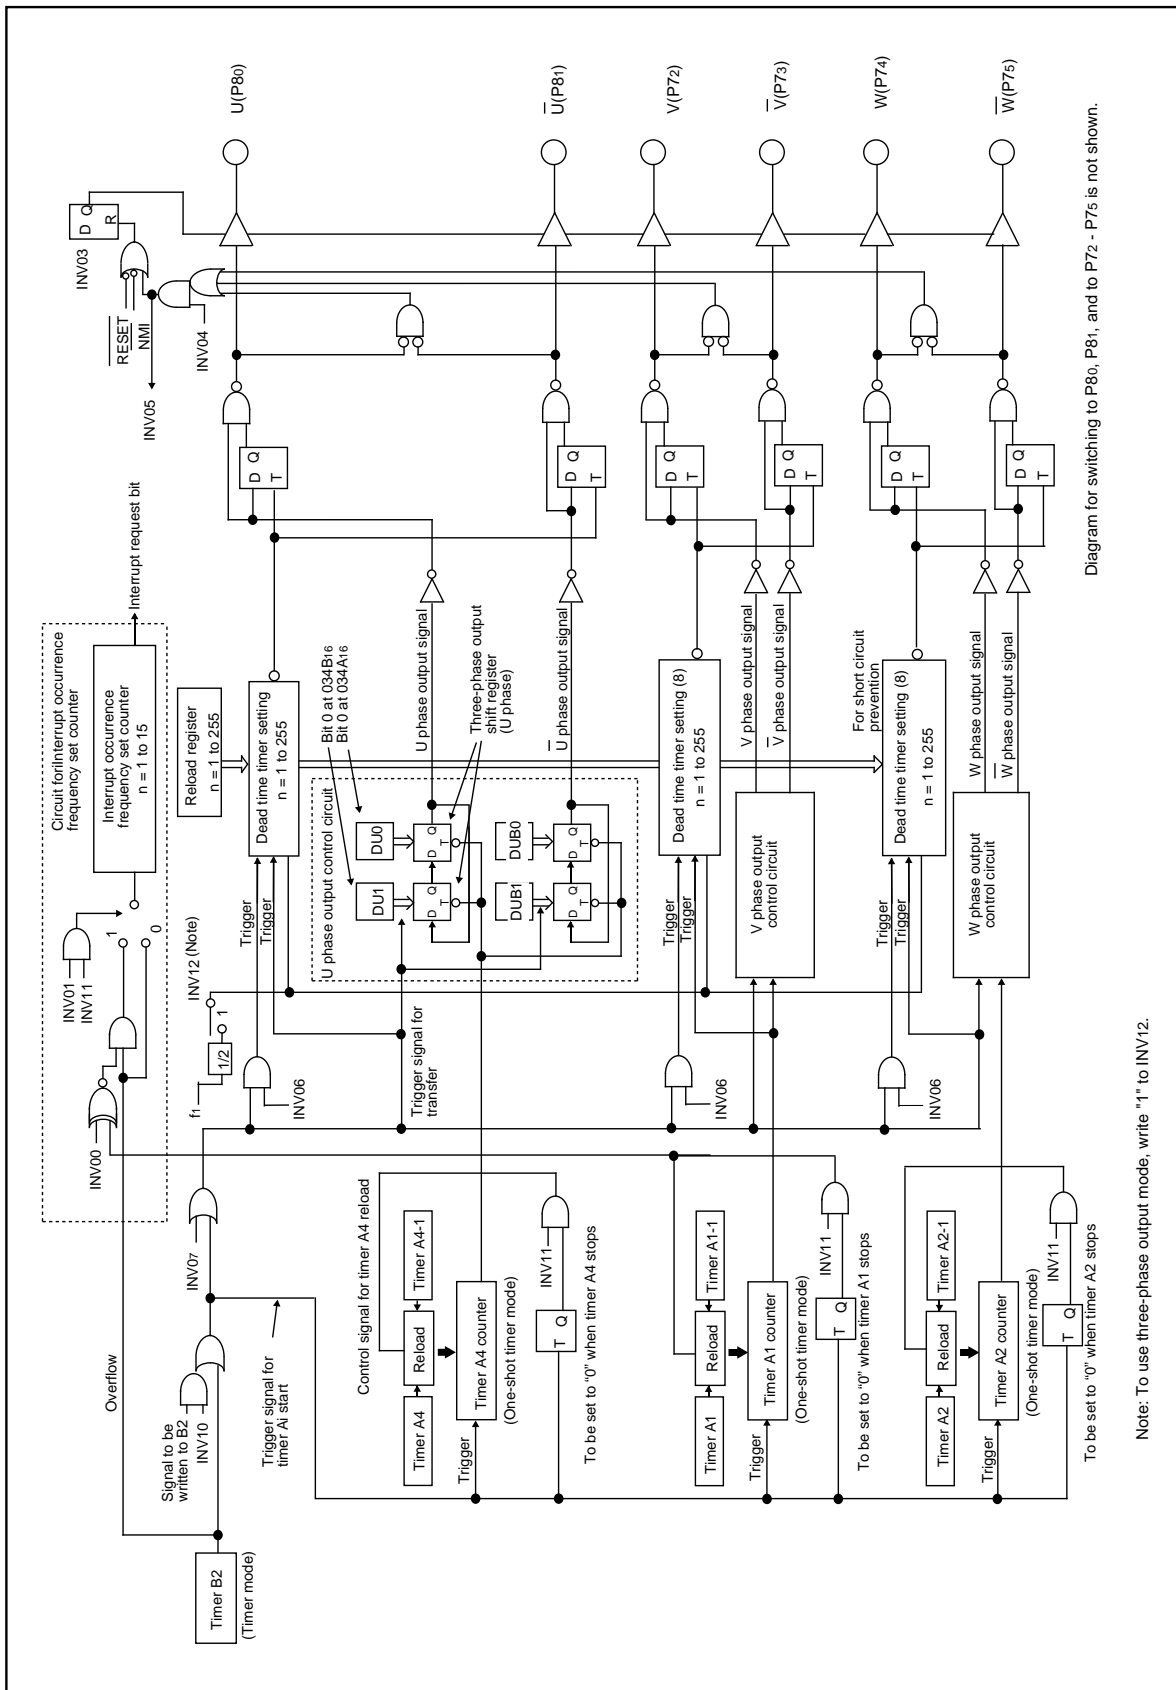 Circuit foriInterrupt occurrence
frequency set counter
INV00
INV01
INV11
1
0
Interrupt occurrence
frequency set counter
n = 1 to 15
Interrupt request bit
INV05
RESET
NMI
INV04
INV03
D Q
R
Overflow
Signal to be
written to B2
INV10
Timer B2
(Timer mode)
Trigger signal for
timer Ai start
INV07
f1
1/2
1
INV12 (Note)
INV06
Trigger
Trigger
Reload register
n = 1 to 255
Dead time timer setting
n = 1 to 255
D Q
T
U(P80)
Trigger signal for
transfer
U phase output control circuit
DU1
DU0
Bit 0 at 034B16
Bit 0 at 034A16
D Q
T
D Q
T
Three-phase output
shift register
(U phase)
U phase output signal
DUB1
DUB0
D Q
T
D Q
T
U phase output signal
D Q
T
U(P81)
Control signal for timer A4 reload
Timer A4
Reload
Timer A4-1
Trigger
Timer A4 counter
(One-shot timer mode)
T Q
INV11
To be set to “0” when timer A4 stops
INV06
Trigger
Trigger
Dead time timer setting (8)
n = 1 to 255
D Q
T
V(P72)
Timer A1
Reload
Timer A1-1
Trigger
Timer A1 counter
(One-shot timer mode)
V phase output
control circuit
V phase output signal
V phase output signal
D Q
T
V(P73)
T Q
INV11
To be set to “0” when timer A1 stops
INV06
Trigger
Trigger
For short circuit
prevention
Dead time timer setting (8)
n = 1 to 255
D Q
T
W(P74)
Timer A2
Reload
Timer A2-1
Trigger
Timer A2 counter
(One-shot timer mode)
W phase output
control circuit
W phase output signal
W phase output signal
D Q
T
W(P75)
T Q
INV11
To be set to “0” when timer A2 stops
Diagram for switching to P80, P81, and to P72 - P75 is not shown.
Note: To use three-phase output mode, write "1" to INV12.